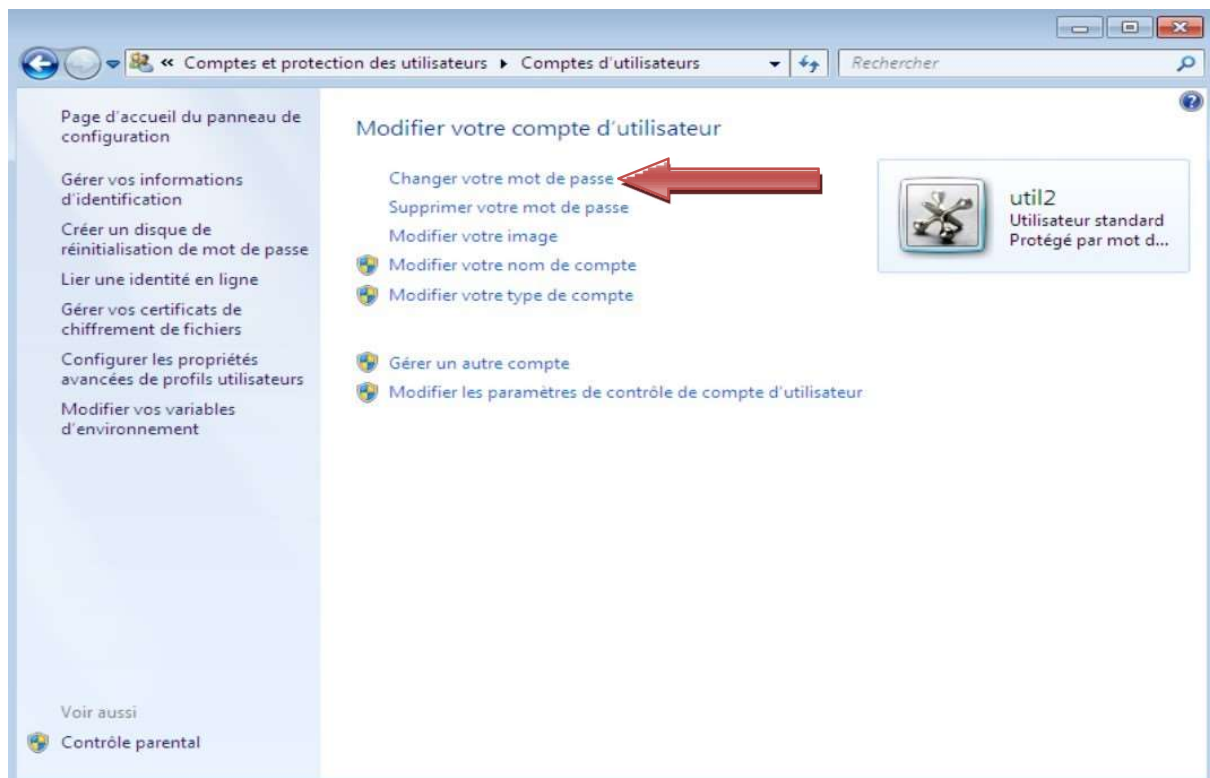 « Comptes et protection des utilisateurs ▸ Comptes d'utilisateurs
Rechercher
Page d'accueil du panneau de
configuration
Gérer vos informations
d'identification
Créer un disque de
réinitialisation de mot de passe
Lier une identité en ligne
Gérer vos certificats de
chiffrement de fichiers
Configurer les propriétés
avancées de profils utilisateurs
Modifier vos variables
d'environnement
Voir aussi
Contrôle parental
Modifier votre compte d'utilisateur
Changer votre mot de passe
Supprimer votre mot de passe
Modifier votre image
Modifier votre nom de compte
Modifier votre type de compte
Gérer un autre compte
Modifier les paramètres de contrôle de compte d'utilisateur
util2
Utilisateur standard
Protégé par mot d...